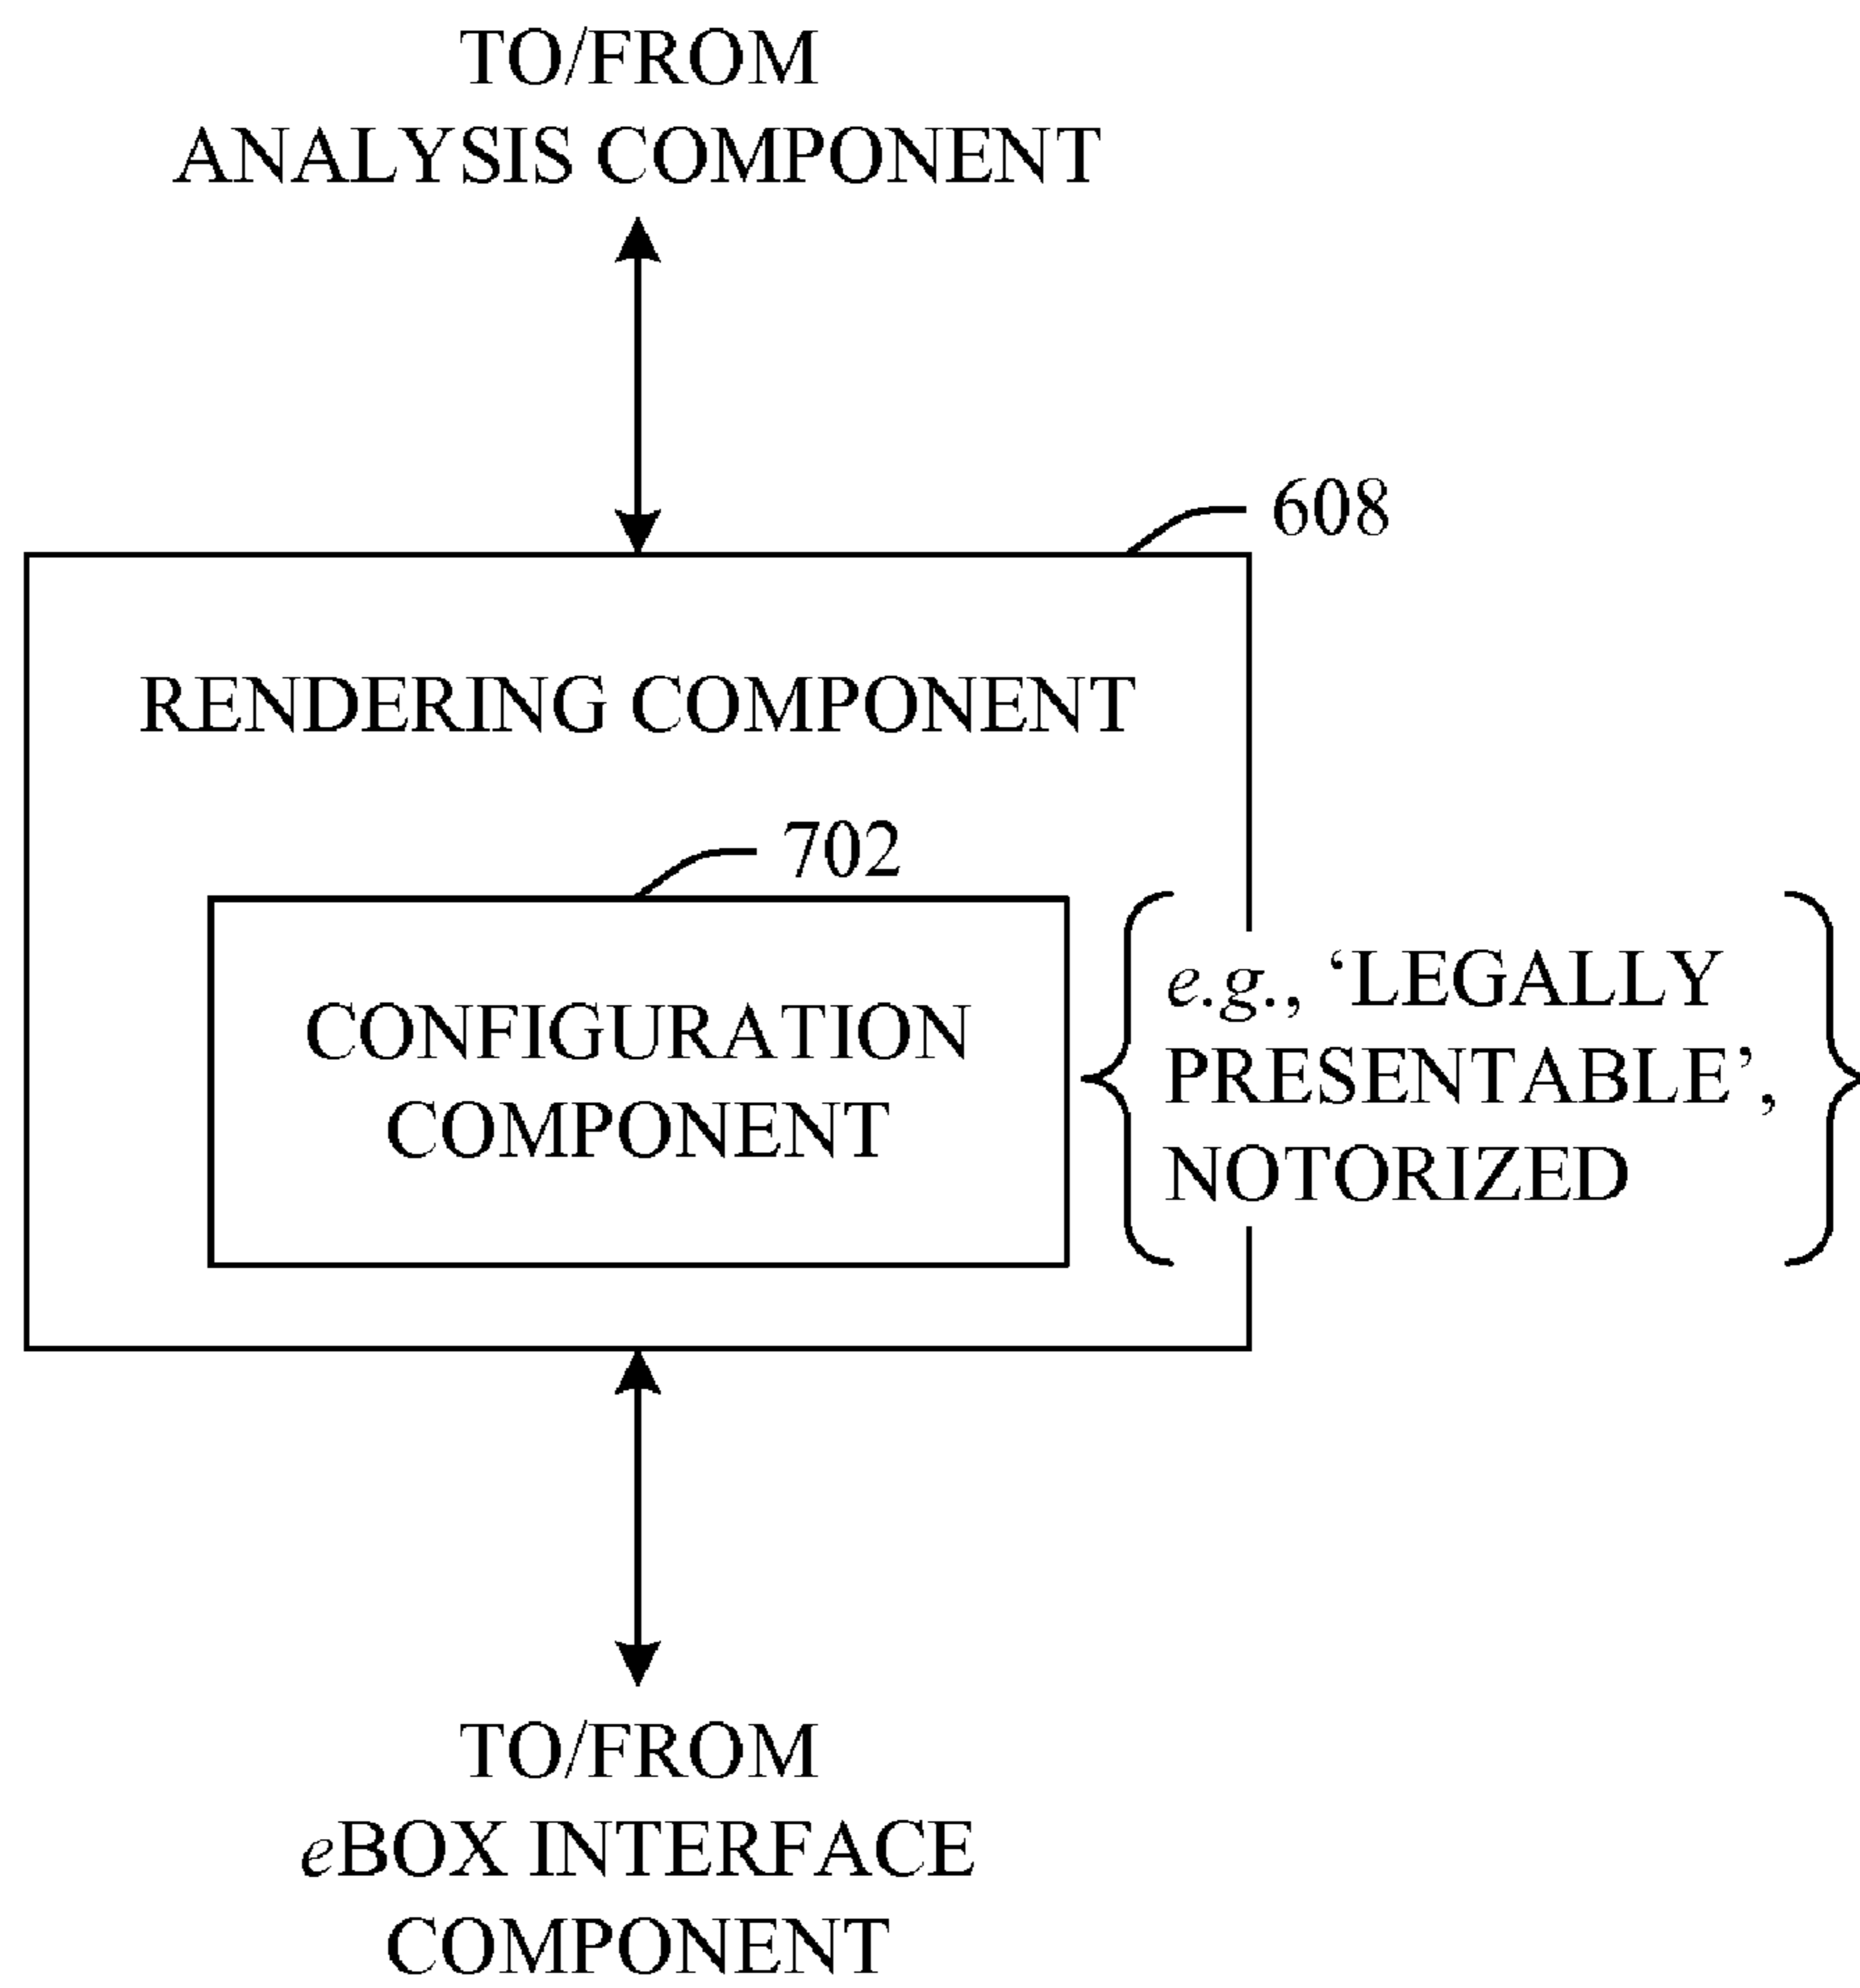 TO/FROM
ANALYSIS COMPONENT
608
RENDERING COMPONENT
702
CONFIGURATION
COMPONENT
e.g., ‘LEGALLY
PRESENTABLE’,
NOTORIZED
TO/FROM
eBOX INTERFACE
COMPONENT